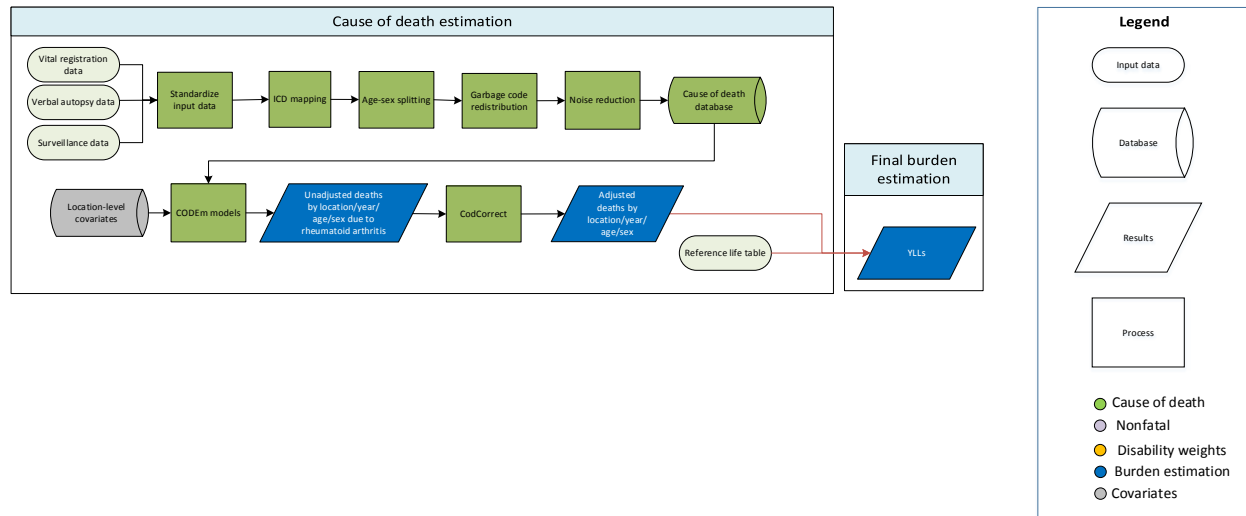 Cause of death estimation
Vital registration
data
Verbal autopsy data
Surveillance data
Standardize
input data
ICD mapping
Age-sex splitting
Garbage code
redistribution
Noise reduction
Cause of death
database
Location-level
covariates
CODEm models
Unadjusted deaths
by location/year/
age/sex due to
rheumatoid arthritis
CodCorrect
Adjusted
deaths by
location/year/
age/sex
Reference life table
Final burden
estimation
YLLs
Legend
Input data
Database
Results
Process
Cause of death
Nonfatal
Disability weights
Burden estimation
Covariates